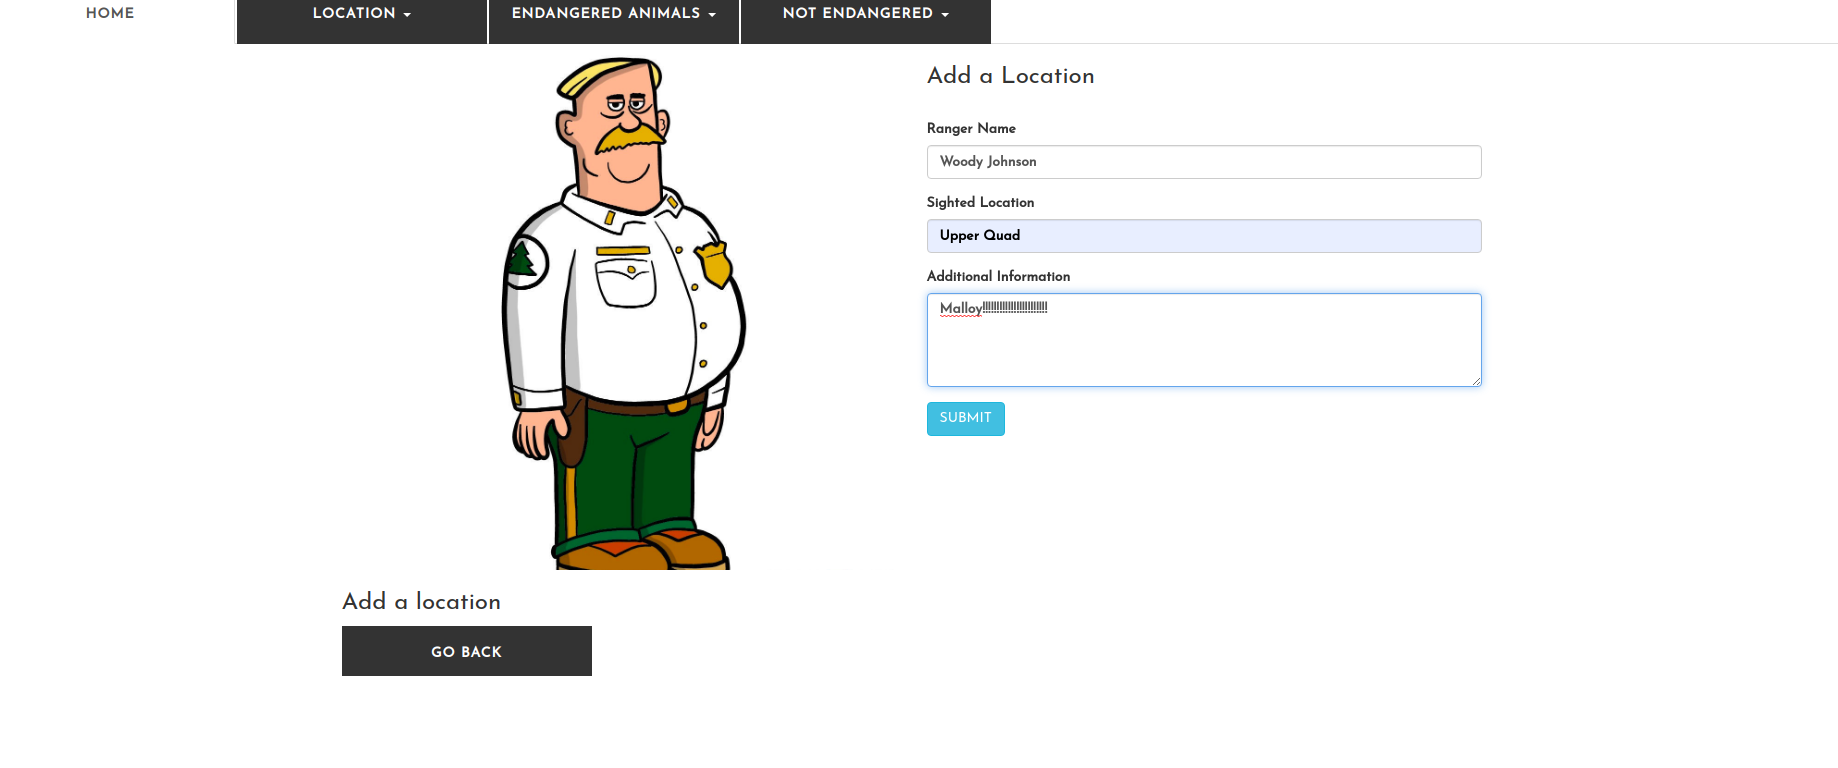 HOME
LOCATION
ENDANGERED ANIMALS
NOT ENDANGERED
Add a Location
Ranger Name
Woody Johnson
Sighted Location
Upper Quad
Additional Information
Malloy!!!!!!!!!!!!!!!!!!!!!!!
SUBMIT
Add a location
GO BACK